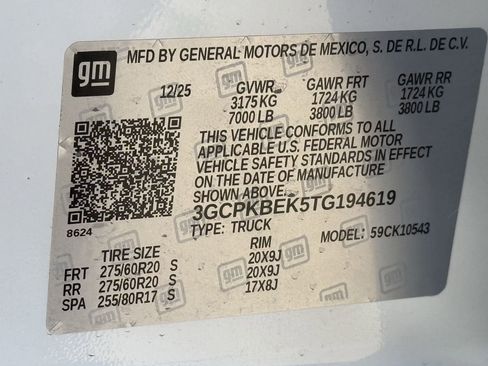 gm
MFD BY GENERAL MOTORS DE MEXICO, S. DE R.L. DE C.V.
12/25 GVWR GAWR FRT GAWR RR
3175 KG 1724 KG 1724 KG
7000 LB 3800 LB 3800 LB
THIS VEHICLE CONFORMS TO ALL
APPLICABLE U.S. FEDERAL MOTOR
VEHICLE SAFETY STANDARDS IN EFFECT
ON THE DATE OF MANUFACTURE
SHOWN ABOVE.
3GCPKBEK5TG194619
8624
TYPE: TRUCK MODEL: 59CK10543
TIRE SIZE RIM
FRT 275/60R20 S 20X9J
RR 275/60R20 S 20X9J
SPA 255/80R17 S 17X8J